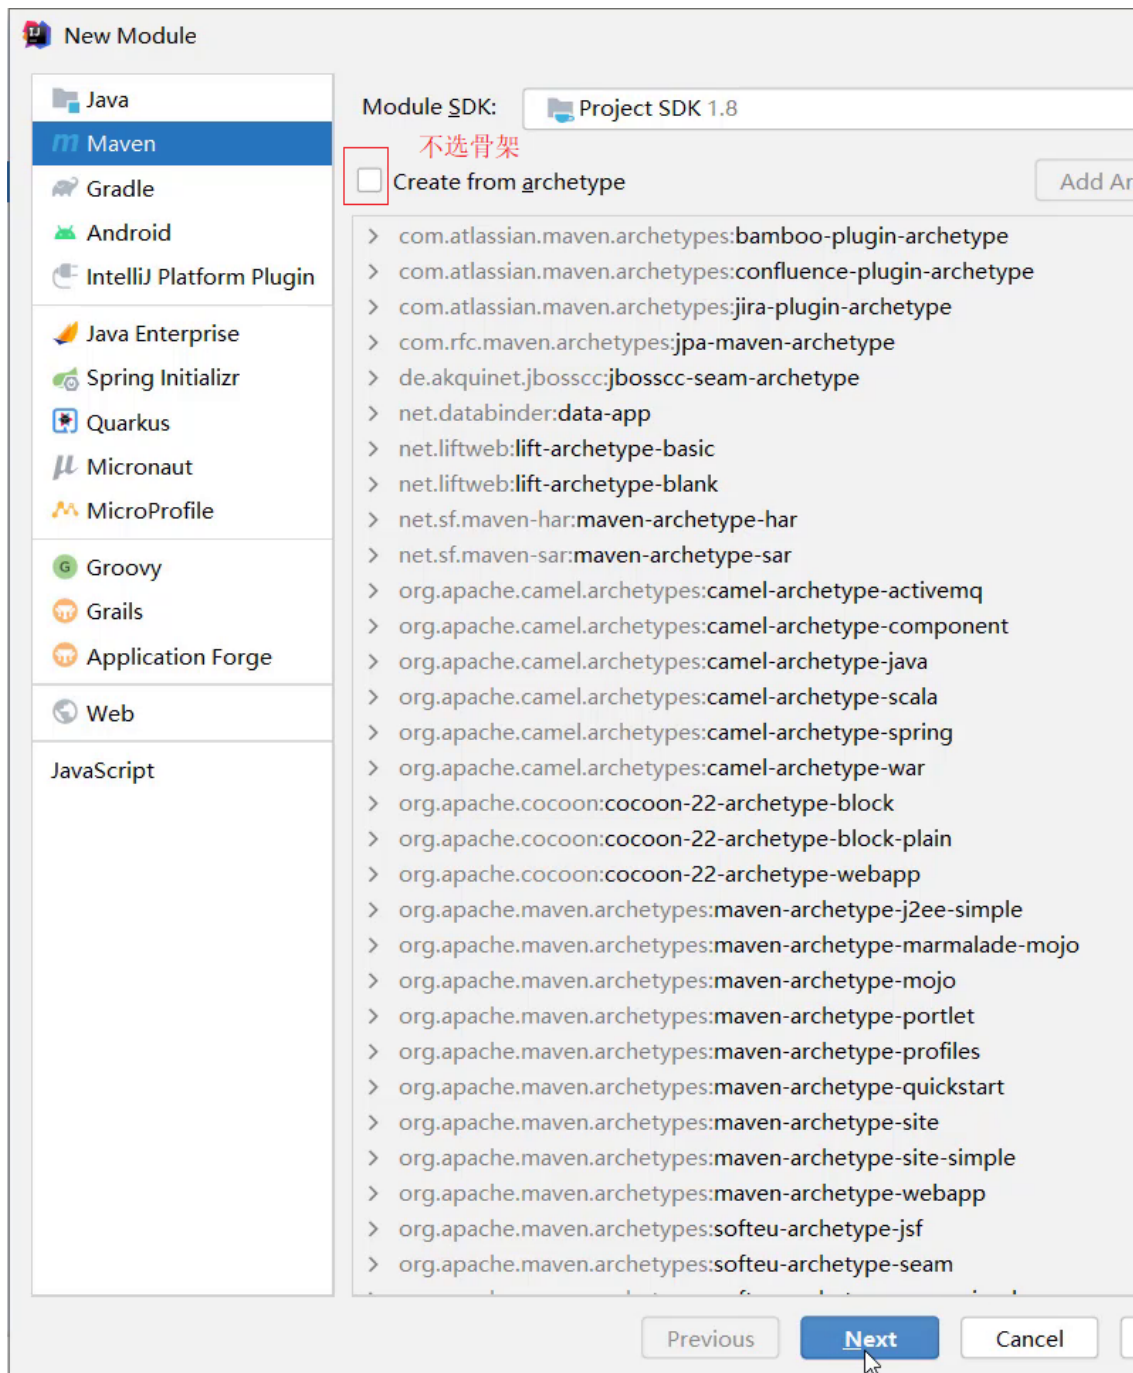 New Module
Java
Maven
Gradle
Android
IntelliJ Platform Plugin
Java Enterprise
Spring Initializr
Quarkus
Micronaut
MicroProfile
Groovy
Grails
Application Forge
Web
JavaScript
Module SDK: Project SDK 1.8
不选骨架
Create from archetype
Add Ar
com.atlassian.maven.archetypes:bamboo-plugin-archetype
com.atlassian.maven.archetypes:confluence-plugin-archetype
com.atlassian.maven.archetypes:jira-plugin-archetype
com.rfc.maven.archetypes:jpa-maven-archetype
de.akquinet.jbosscc:jbosscc-seam-archetype
net.databinder:data-app
net.liftweb:lift-archetype-basic
net.liftweb:lift-archetype-blank
net.sf.maven-har:maven-archetype-har
net.sf.maven-sar:maven-archetype-sar
org.apache.camel.archetypes:camel-archetype-activemq
org.apache.camel.archetypes:camel-archetype-component
org.apache.camel.archetypes:camel-archetype-java
org.apache.camel.archetypes:camel-archetype-scala
org.apache.camel.archetypes:camel-archetype-spring
org.apache.camel.archetypes:camel-archetype-war
org.apache.cocoon:cocoon-22-archetype-block
org.apache.cocoon:cocoon-22-archetype-block-plain
org.apache.cocoon:cocoon-22-archetype-webapp
org.apache.maven.archetypes:maven-archetype-j2ee-simple
org.apache.maven.archetypes:maven-archetype-marmalade-mojo
org.apache.maven.archetypes:maven-archetype-mojo
org.apache.maven.archetypes:maven-archetype-portlet
org.apache.maven.archetypes:maven-archetype-profiles
org.apache.maven.archetypes:maven-archetype-quickstart
org.apache.maven.archetypes:maven-archetype-site
org.apache.maven.archetypes:maven-archetype-site-simple
org.apache.maven.archetypes:maven-archetype-webapp
org.apache.maven.archetypes:softeu-archetype-jsf
org.apache.maven.archetypes:softeu-archetype-seam
Previous
Next
Cancel